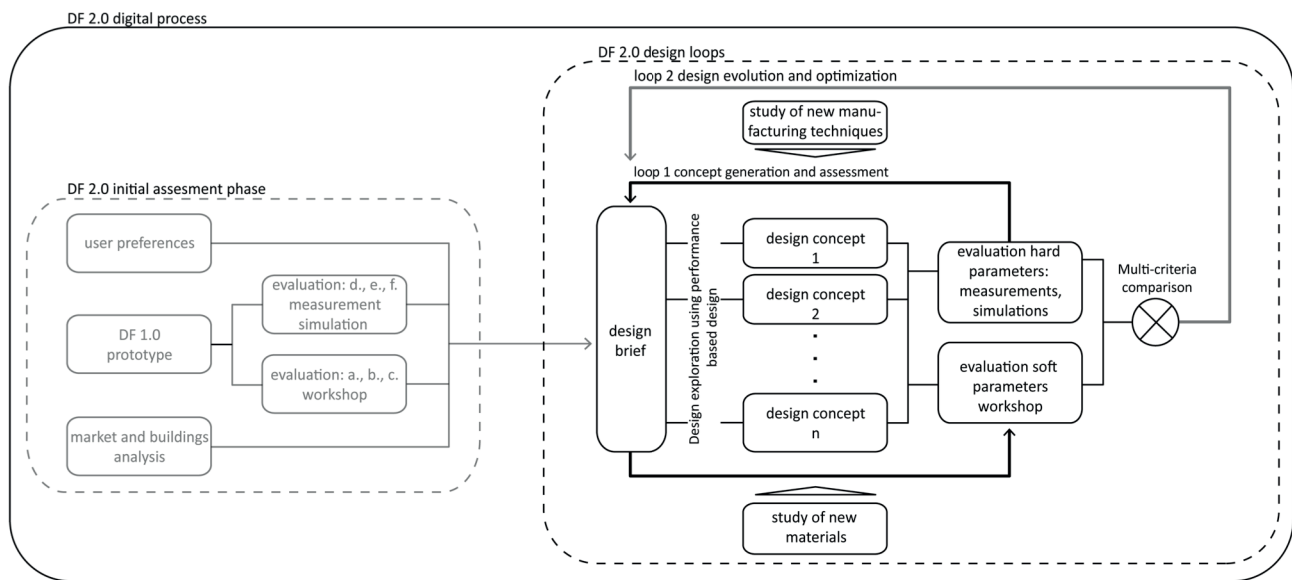 DF 2.0 digital process
DF 2.0 design loops
loop 2 design evolution and optimization
study of new manu-
facturing techniques
loop 1 concept generation and assessment
DF 2.0 initial assesment phase
user preferences
evaluation: d., e., f.
measurement
simulation
DF 1.0
prototype
evaluation: a., b., c.
workshop
market and buildings
analysis
design
brief
Design exploration using performance
based design
design concept
1
design concept
2
design concept
n
evaluation hard
parameters:
measurements,
simulations
evaluation soft
parameters
workshop
Multi-criteria
comparison
study of new
materials